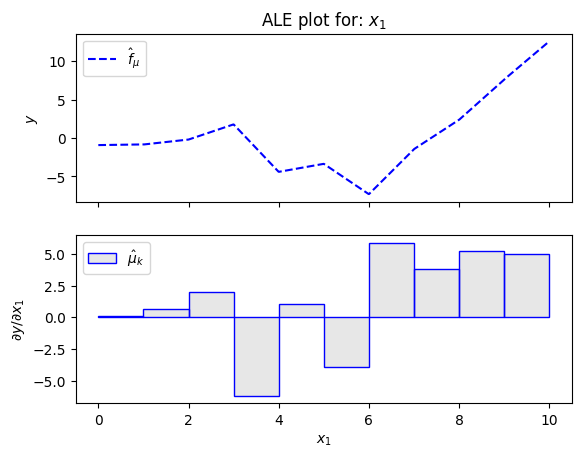 ALE plot for: x₁
f̂_μ
y
10
5
0
−5
μ̂_k
∂y/∂x₁
5.0
2.5
0.0
−2.5
−5.0
0 2 4 6 8 10
x₁